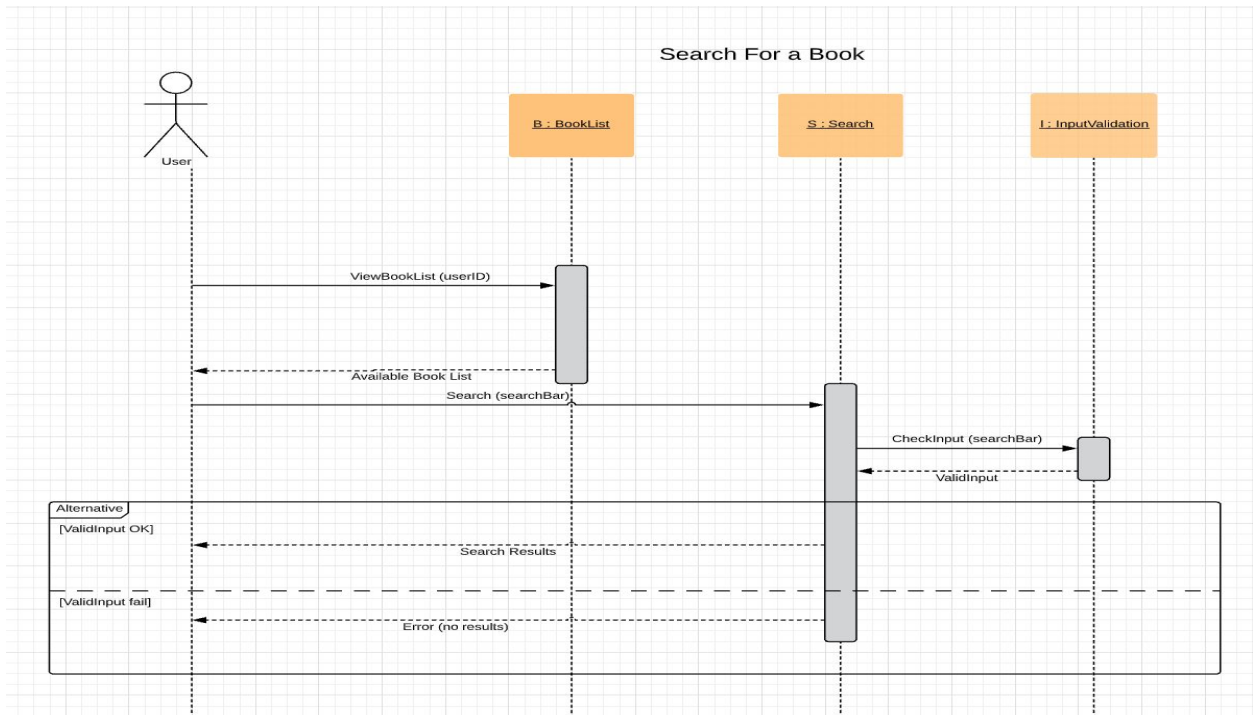 Search For a Book
User
B : BookList
S : Search
I : InputValidation
ViewBookList (userID)
Available Book List
Search (searchBar)
CheckInput (searchBar)
ValidInput
Alternative
[ValidInput OK]
Search Results
[ValidInput fail]
Error (no results)